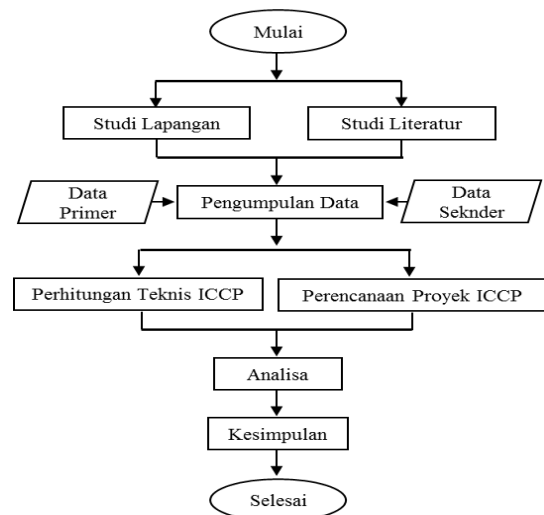 Mulai
Studi Lapangan
Studi Literatur
Data
Primer
Pengumpulan Data
Data
Seknder
Perhitungan Teknis ICCP
Perencanaan Proyek ICCP
Analisa
Kesimpulan
Selesai